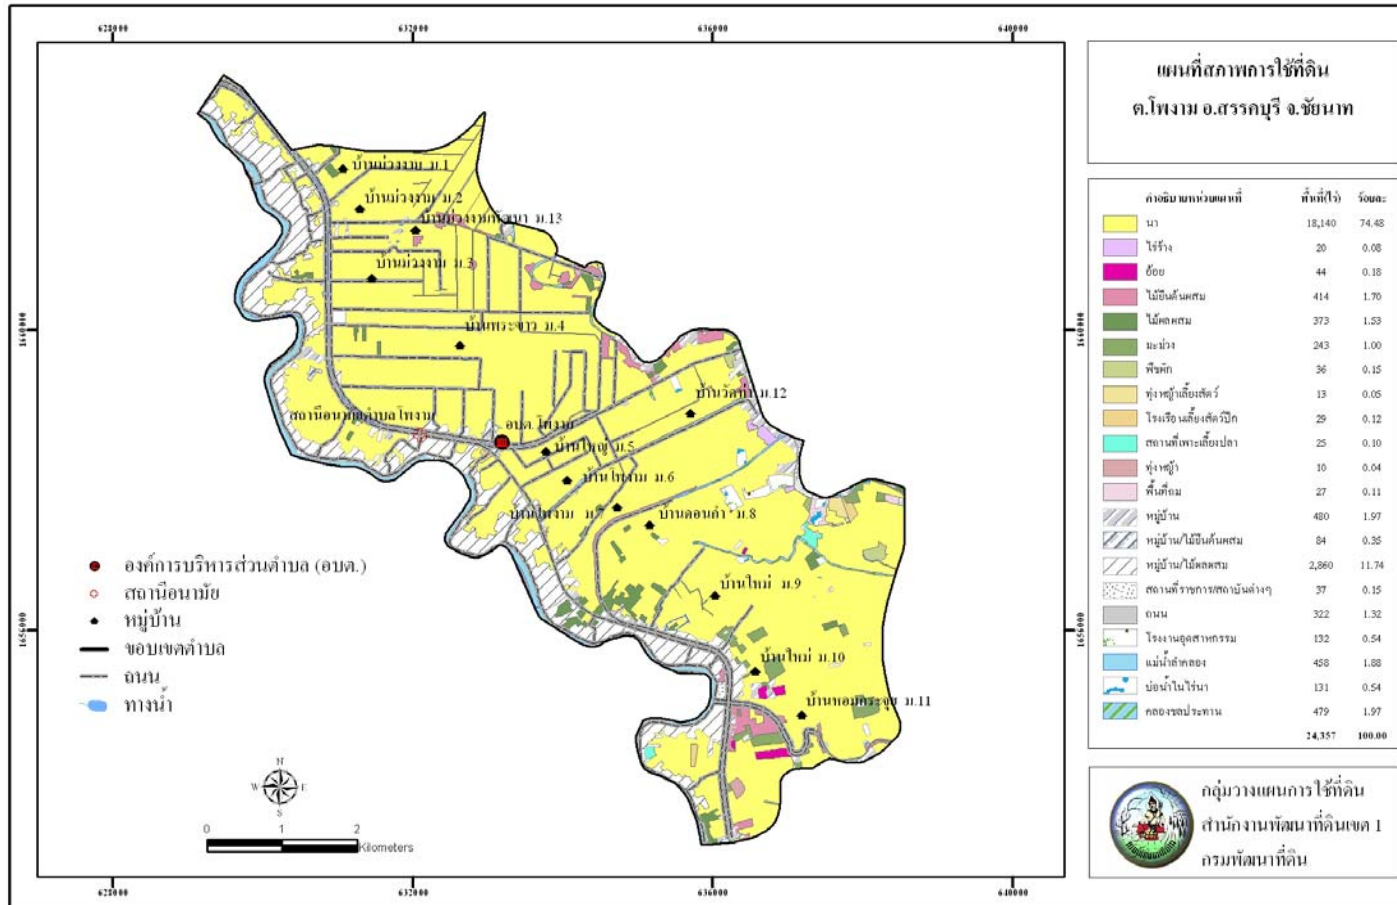 628000 632000 636000 640000
แผนที่สภาพการใช้ที่ดิน
ต.โพงาม อ.สรรคบุรี จ.ชัยนาท
บ้านม่วงงาม ม.1
บ้านม่วงงาม ม.2
บ้านม่วงงามพัฒนา ม.13
บ้านม่วงงาม ม.3
1660000 1660000
บ้านพระขาว ม.4
บ้านวัดท่า ม.12
สถานีอนามัยตำบลโพงาม
อบต.โพงาม
บ้านใหญ่ ม.5
บ้านโพงาม ม.6
บ้านโพงาม ม.7
บ้านดอนกำ ม.8
บ้านใหม่ ม.9
1656000 1656000
บ้านใหม่ ม.10
บ้านหอมกระจุย ม.11
องค์การบริหารส่วนตำบล (อบต.)
สถานีอนามัย
หมู่บ้าน
ขอบเขตตำบล
ถนน
ทางน้ำ
N
W E
S
0 1 2
Kilometers
628000 632000 636000 640000
คำอธิบายหน่วยแผนที่ พื้นที่(ไร่) ร้อยละ
นา 18,140 74.48
ไร่ร้าง 20 0.08
อ้อย 44 0.18
ไม้ยืนต้นผสม 414 1.70
ไม้ผลผสม 373 1.53
มะม่วง 243 1.00
พืชผัก 36 0.15
ทุ่งหญ้าเลี้ยงสัตว์ 13 0.05
โรงเรือนเลี้ยงสัตว์ปีก 29 0.12
สถานที่เพาะเลี้ยงปลา 25 0.10
ทุ่งหญ้า 10 0.04
พื้นที่ถม 27 0.11
หมู่บ้าน 480 1.97
หมู่บ้าน/ไม้ยืนต้นผสม 84 0.35
หมู่บ้าน/ไม้ผลผสม 2,860 11.74
สถานที่ราชการ/สถาบันต่างๆ 37 0.15
ถนน 322 1.32
โรงงานอุตสาหกรรม 132 0.54
แม่น้ำลำคลอง 458 1.88
บ่อน้ำในไร่นา 131 0.54
คลองชลประทาน 479 1.97
24,357 100.00
กลุ่มวางแผนการใช้ที่ดิน
สำนักงานพัฒนาที่ดินเขต 1
กรมพัฒนาที่ดิน